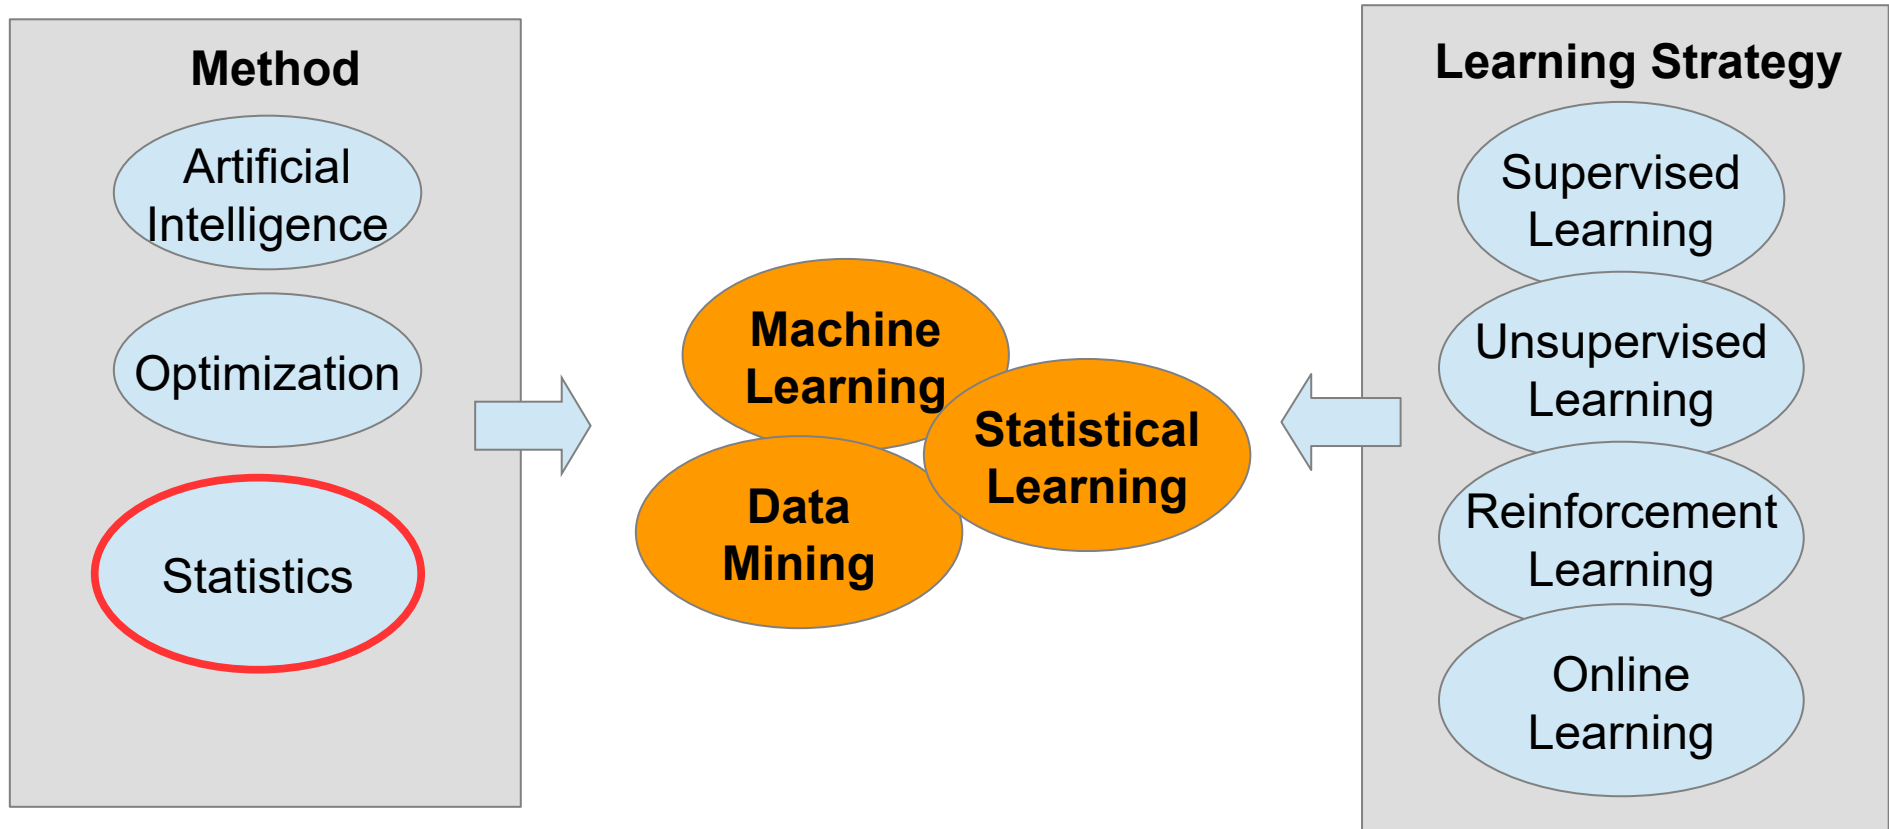 Method
Artificial
Intelligence
Optimization
Statistics
Machine
Learning
Statistical
Learning
Data
Mining
Learning Strategy
Supervised
Learning
Unsupervised
Learning
Reinforcement
Learning
Online
Learning